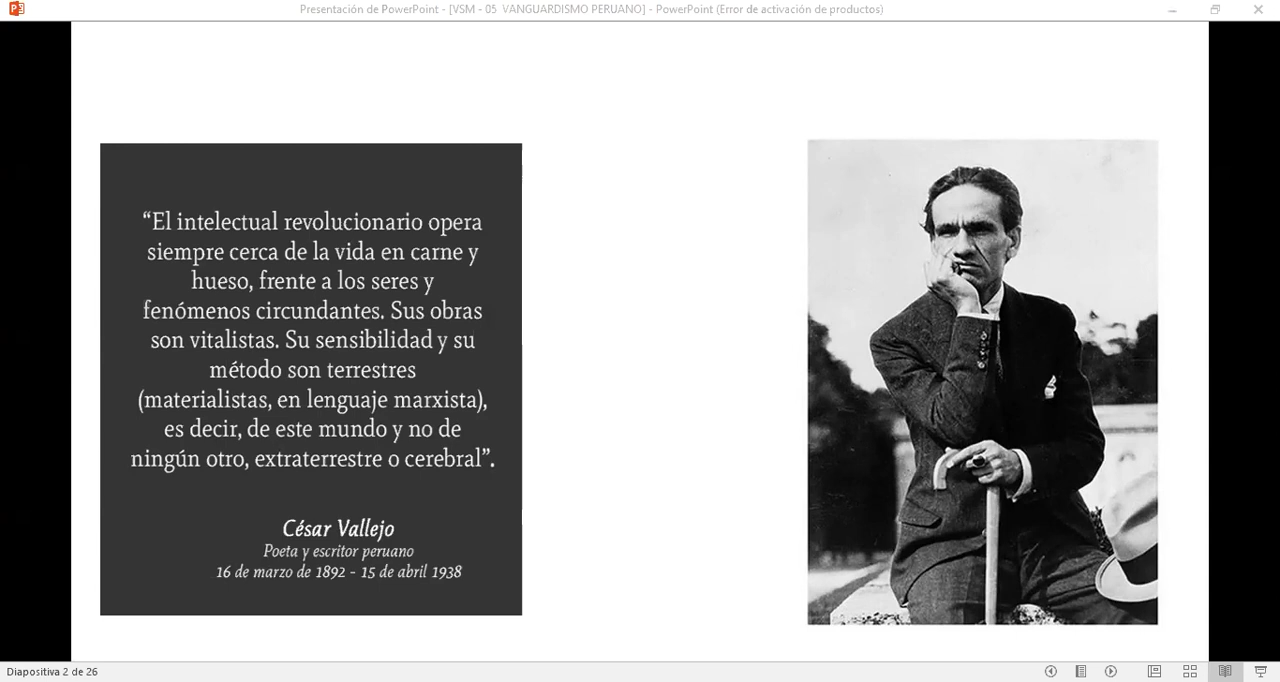 Presentación de PowerPoint - [VSM - 05 VANGUARDISMO PERUANO] - PowerPoint (Error de activación de productos)
“El intelectual revolucionario opera
siempre cerca de la vida en carne y
hueso, frente a los seres y
fenómenos circundantes. Sus obras
son vitalistas. Su sensibilidad y su
método son terrestres
(materialistas, en lenguaje marxista),
es decir, de este mundo y no de
ningún otro, extraterrestre o cerebral”.
César Vallejo
Poeta y escritor peruano
16 de marzo de 1892 - 15 de abril 1938
Diapositiva 2 de 26